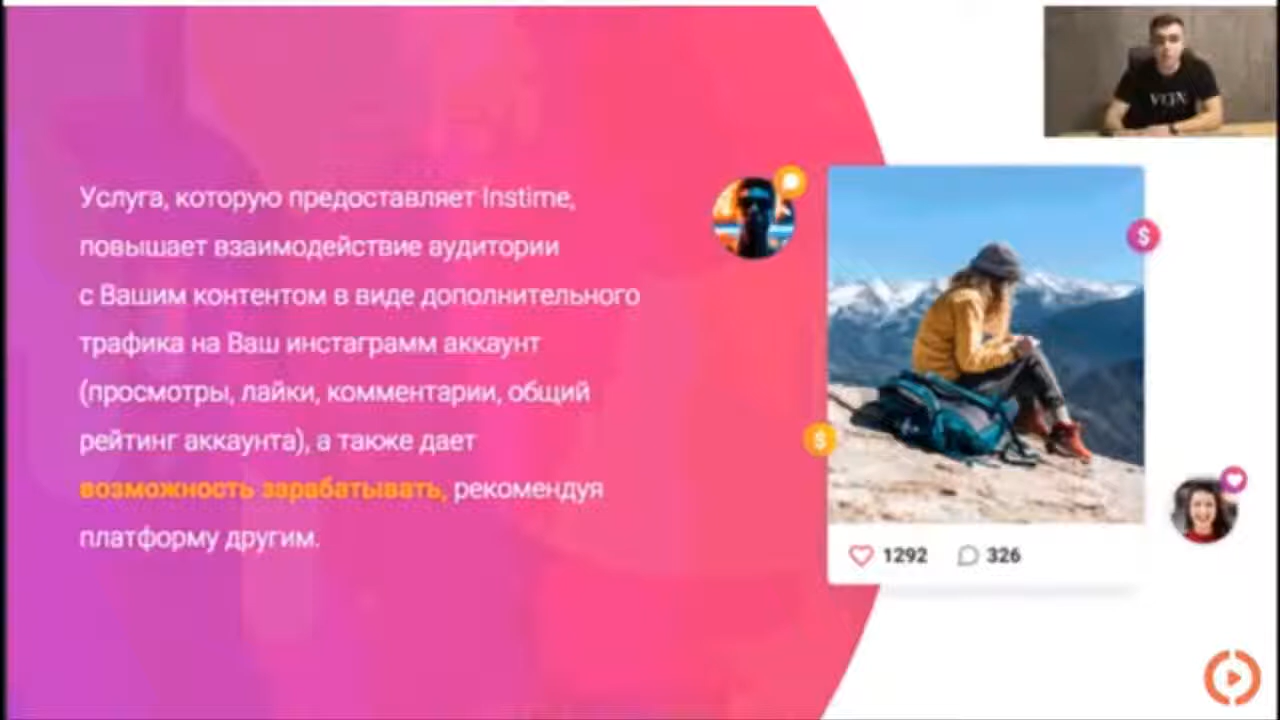 Услуга, которую предоставляет Instime,
повышает взаимодействие аудитории
с Вашим контентом в виде дополнительного
трафика на Ваш инстаграмм аккаунт
(просмотры, лайки, комментарии, общий
рейтинг аккаунта), а также дает
возможность зарабатывать, рекомендуя
платформу другим.
$
$
1292 326